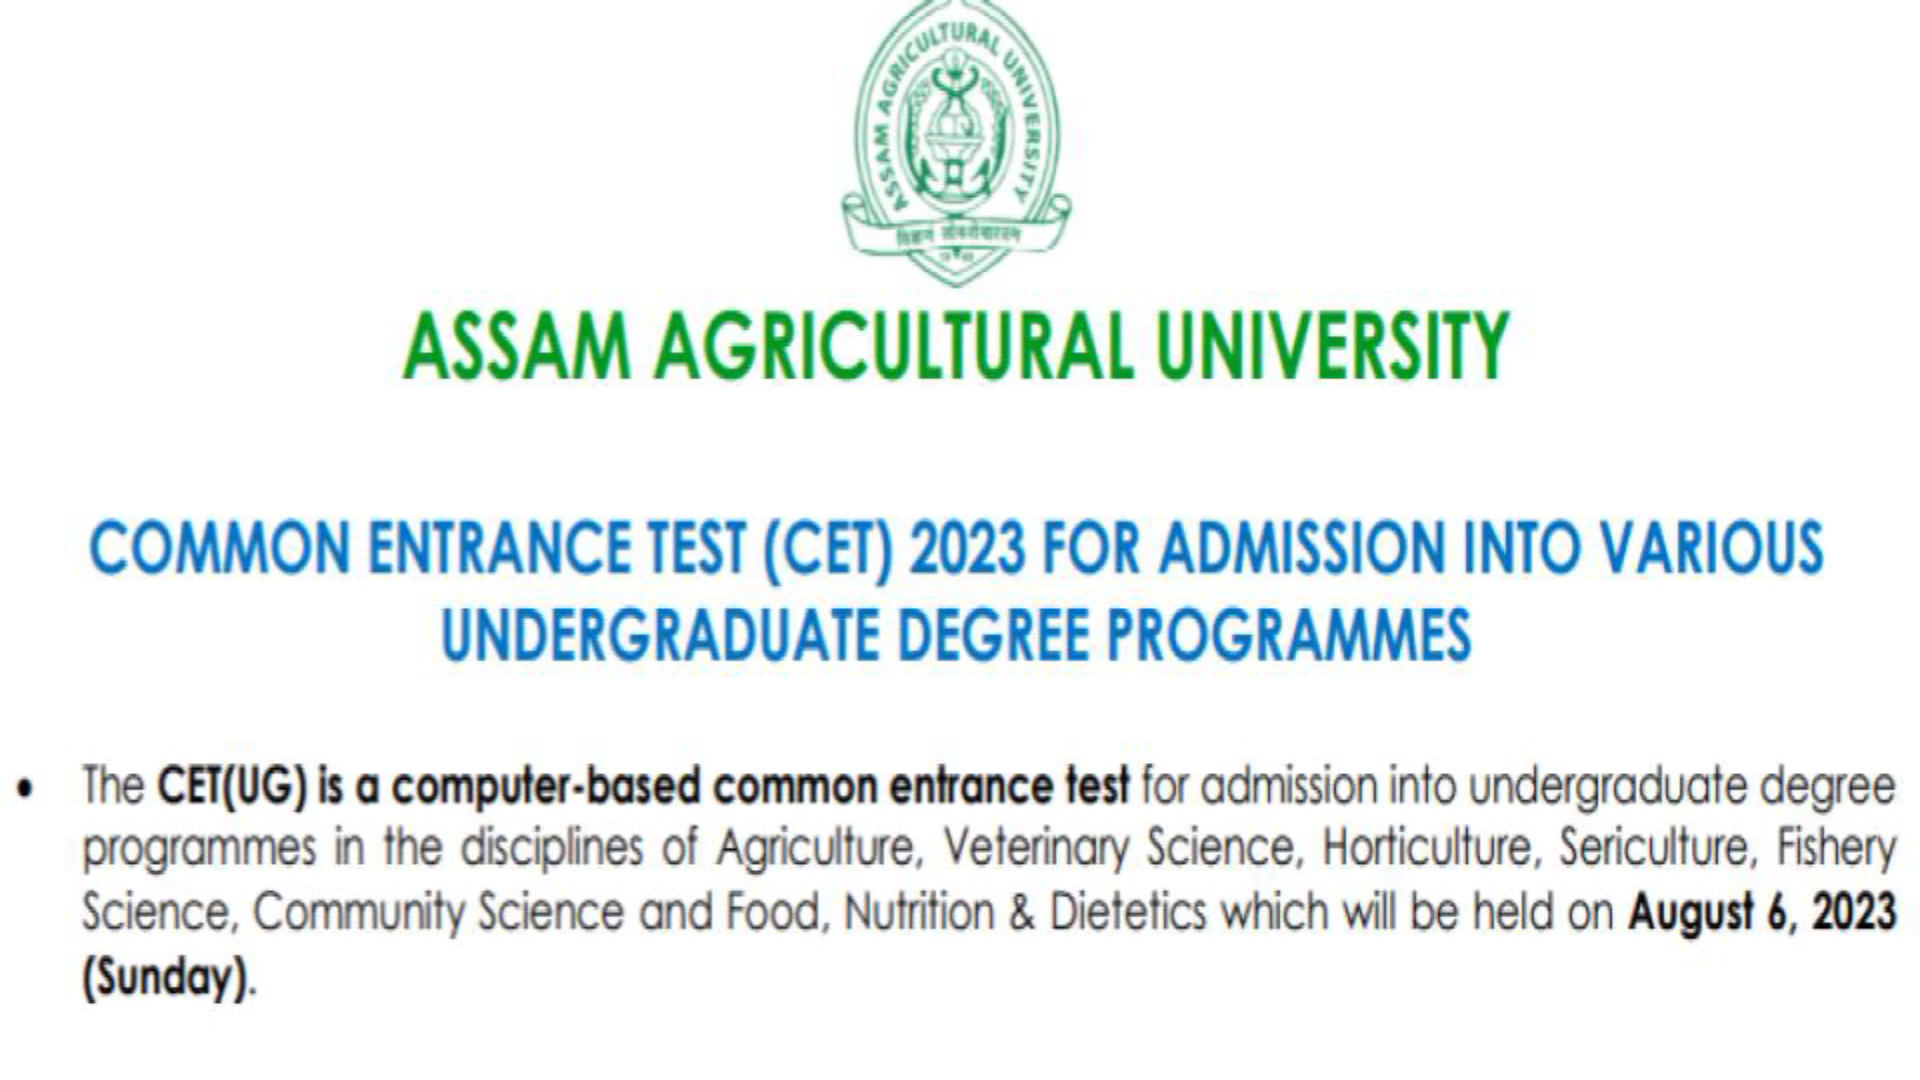 ASSAM AGRICULTURAL UNIVERSITY
ASSAM AGRICULTURAL UNIVERSITY
COMMON ENTRANCE TEST (CET) 2023 FOR ADMISSION INTO VARIOUS
UNDERGRADUATE DEGREE PROGRAMMES
• The CET(UG) is a computer-based common entrance test for admission into undergraduate degree
programmes in the disciplines of Agriculture, Veterinary Science, Horticulture, Sericulture, Fishery
Science, Community Science and Food, Nutrition & Dietetics which will be held on August 6, 2023
(Sunday).